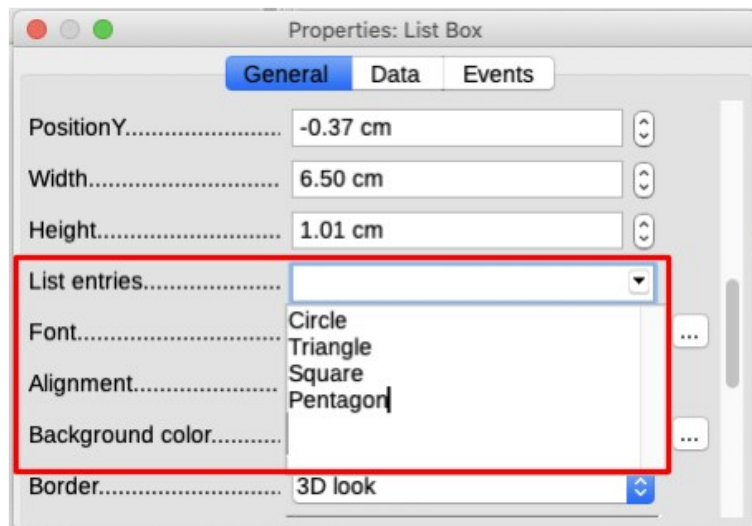 Properties: List Box
General Data Events
PositionY........................ -0.37 cm
Width............................. 6.50 cm
Height............................ 1.01 cm
List entries.....................
Circle
Font............................... ...
Triangle
Square
Alignment......................
Pentagon
Background color.......... ...
Border........................... 3D look